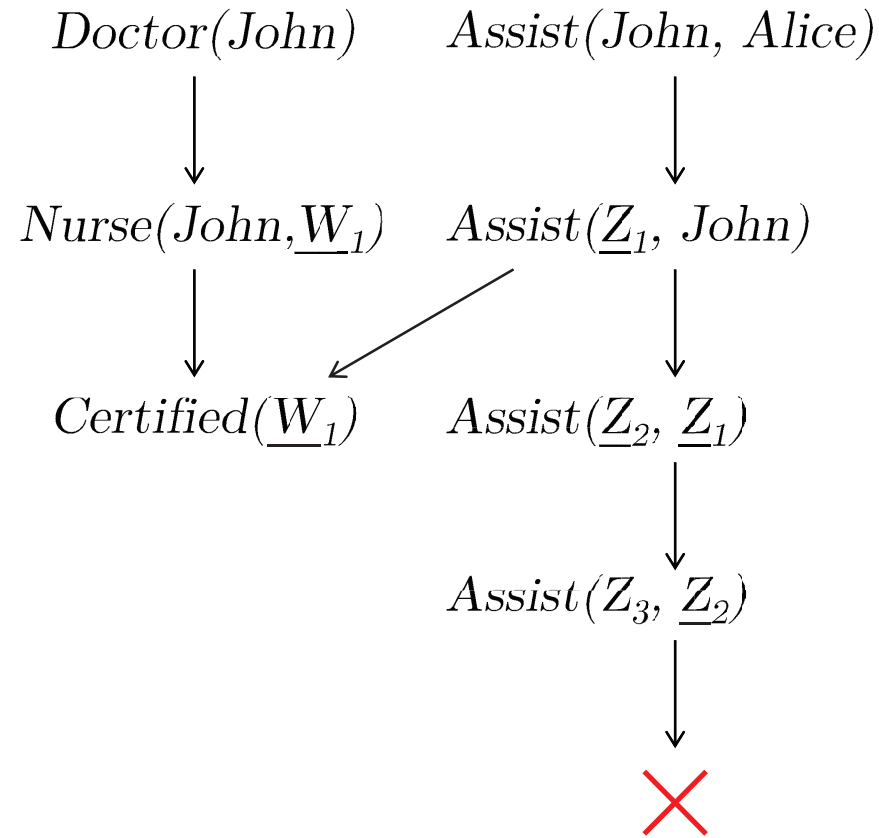 Doctor(John) Assist(John, Alice)
Nurse(John,W₁) Assist(Z₁, John)
Certified(W₁) Assist(Z₂, Z₁)
Assist(Z₃, Z₂)